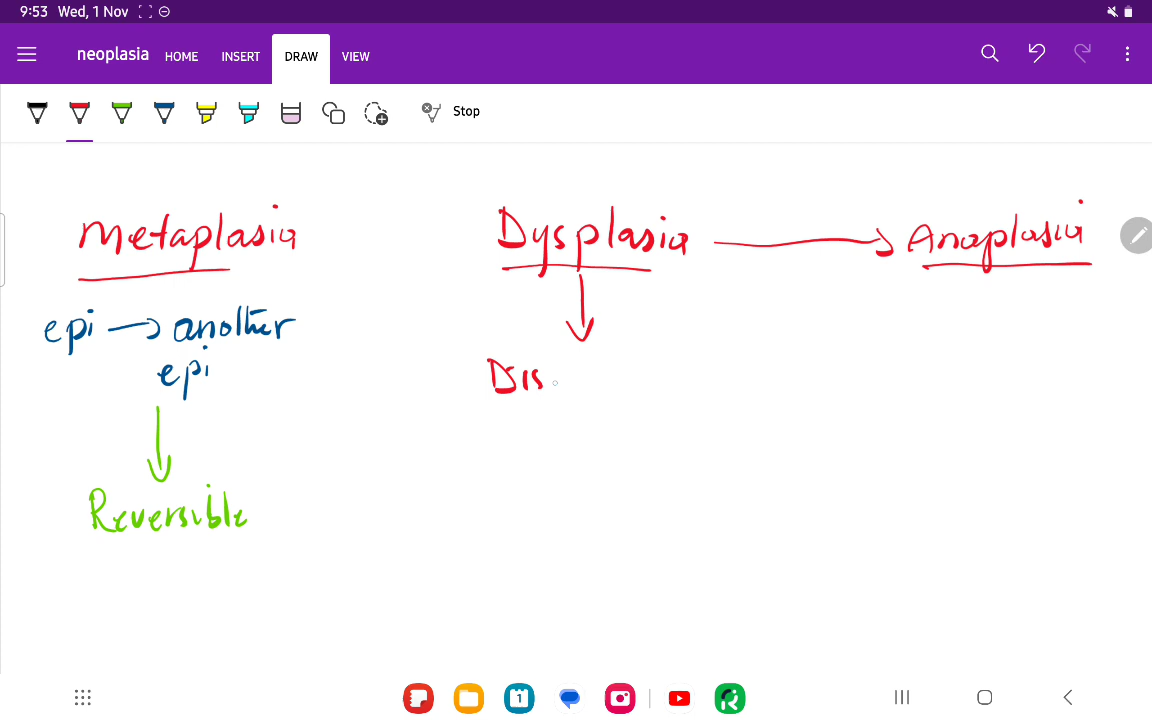 9:53 Wed, 1 Nov
neoplasia HOME INSERT DRAW VIEW
Stop
Metaplasia
Dysplasia → Anaplasia
epi → another
epi
Dis
Reversible
1